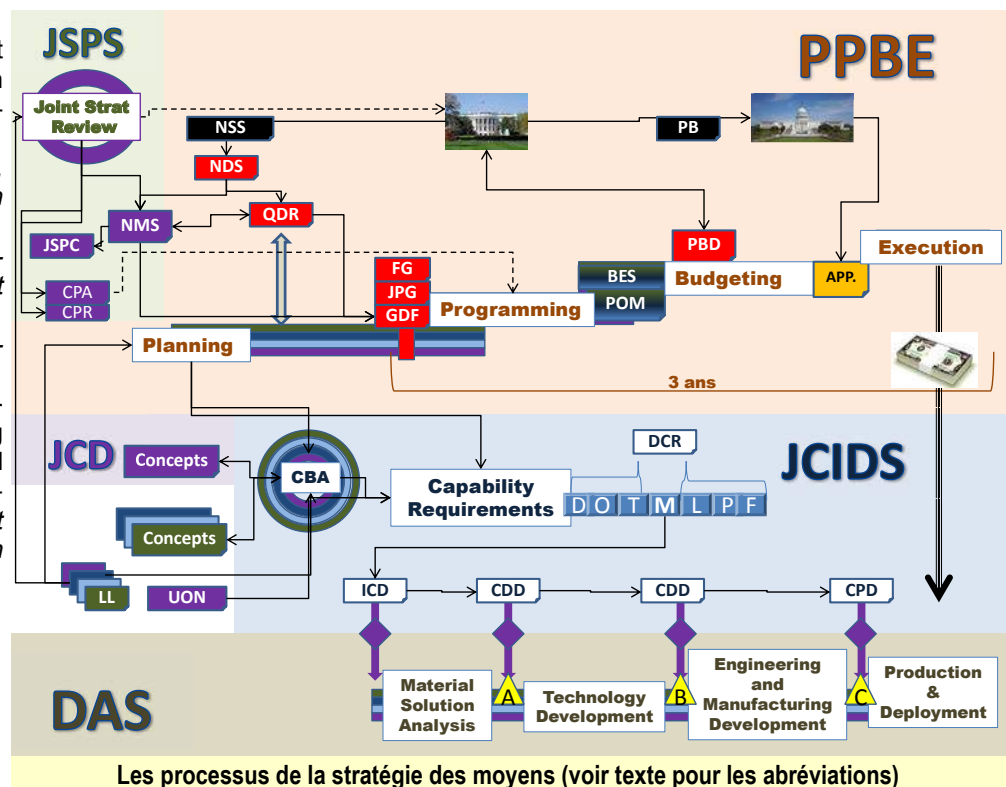 JSPS
PPBE
Joint Strat
Review
NSS
PB
NDS
NMS
QDR
JSPC
PBD
Execution
FG
BES
Budgeting
APP.
CPA
JPG
Programming
POM
CPR
GDF
Planning
3 ans
JCD
Concepts
CBA
DCR
JCIDS
Capability
Requirements
D O T M L P F
Concepts
LL
UON
ICD
CDD
CDD
CPD
DAS
Material
Solution
Analysis
A
Technology
Development
B
Engineering
and
Manufacturing
Development
C
Production
&
Deployment
Les processus de la stratégie des moyens (voir texte pour les abréviations)